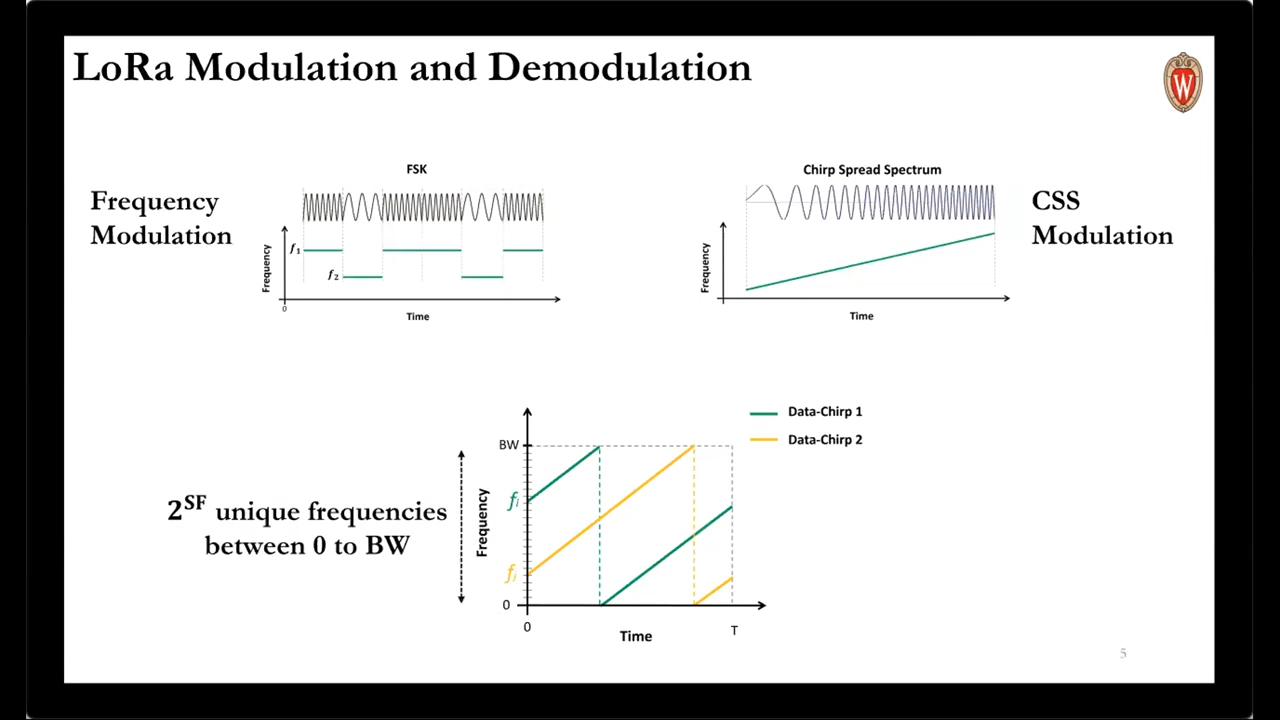 LoRa Modulation and Demodulation
W
FSK
Frequency
Modulation
f₁
f₂
Frequency
0
Time
Chirp Spread Spectrum
CSS
Modulation
Frequency
Time
Data-Chirp 1
Data-Chirp 2
2^SF unique frequencies
between 0 to BW
BW
fᵢ
fⱼ
Frequency
0
0
Time
T
5